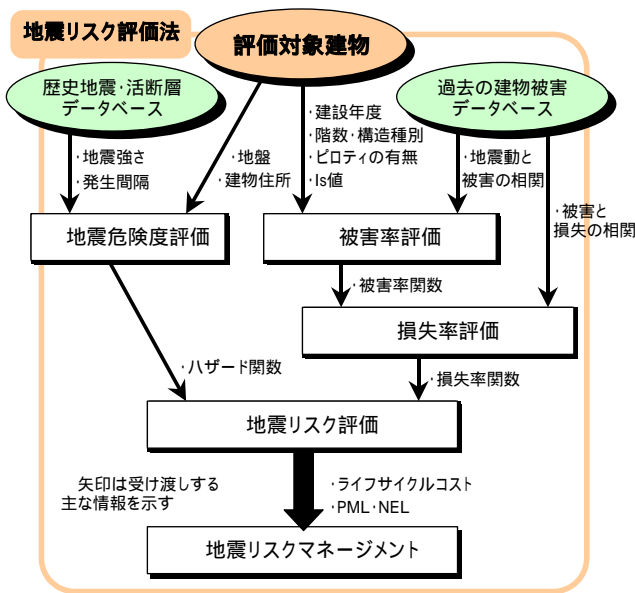 地震リスク評価法
評価対象建物
歴史地震・活断層
データベース
過去の建物被害
データベース
・地震強さ
・発生間隔
・地盤
・建物住所
・建設年度
・階数・構造種別
・ピロティの有無
・Is値
・地震動と
被害の相関
・被害と
損失の相関
地震危険度評価
被害率評価
・被害率関数
損失率評価
・ハザード関数
・損失率関数
地震リスク評価
矢印は受け渡しする
主な情報を示す
・ライフサイクルコスト
・PML・NEL
地震リスクマネージメント